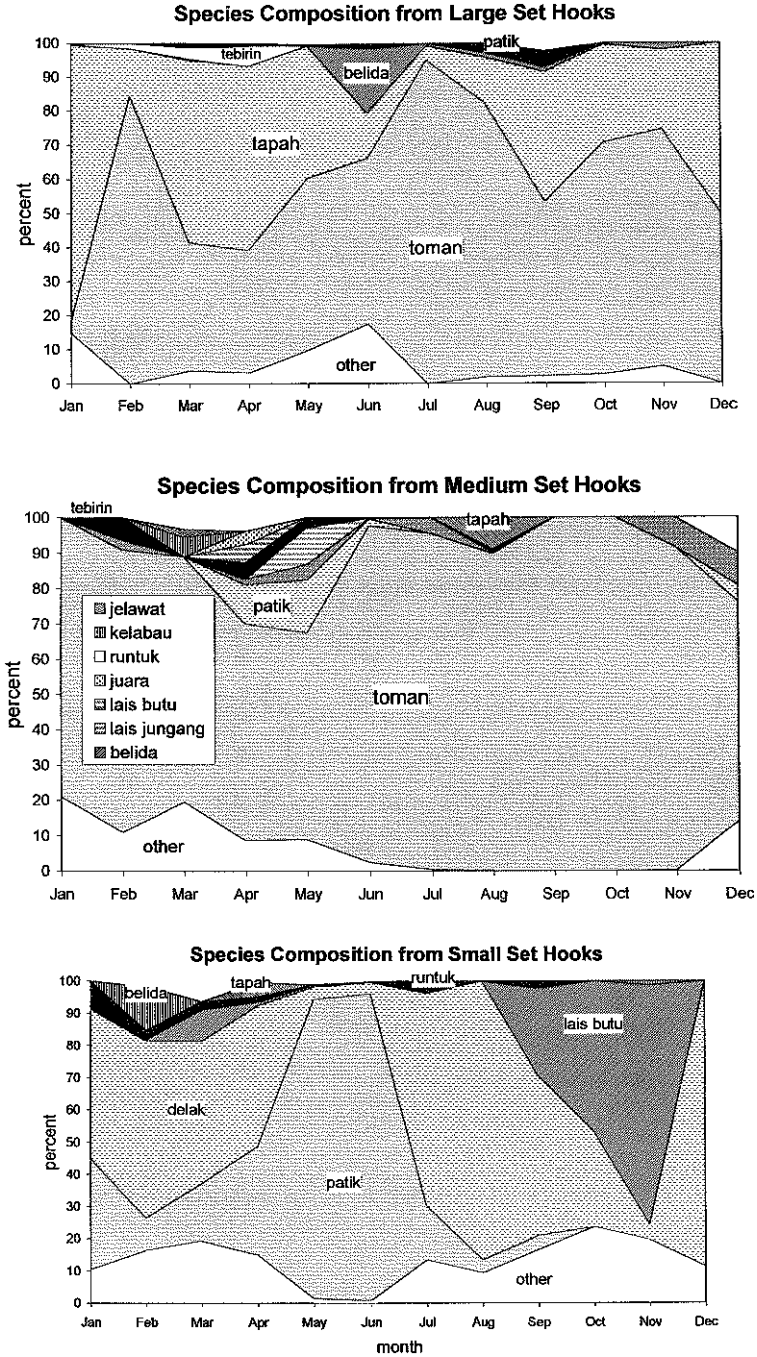 Species Composition from Large Set Hooks
100
90
80
70
60
50
40
30
20
10
0
percent
patik
tebirin
belida
tapah
toman
other
Jan Feb Mar Apr May Jun Jul Aug Sep Oct Nov Dec
Species Composition from Medium Set Hooks
tebirin
100
90
80
70
60
50
40
30
20
10
0
percent
tapah
patik
jelawat
kelabau
runtuk
juara
lais butu
lais jungang
belida
toman
other
Jan Feb Mar Apr May Jun Jul Aug Sep Oct Nov Dec
Species Composition from Small Set Hooks
100
90
80
70
60
50
40
30
20
10
0
percent
runtuk
tapah
belida
lais butu
delak
patik
other
Jan Feb Mar Apr May Jun Jul Aug Sep Oct Nov Dec
month